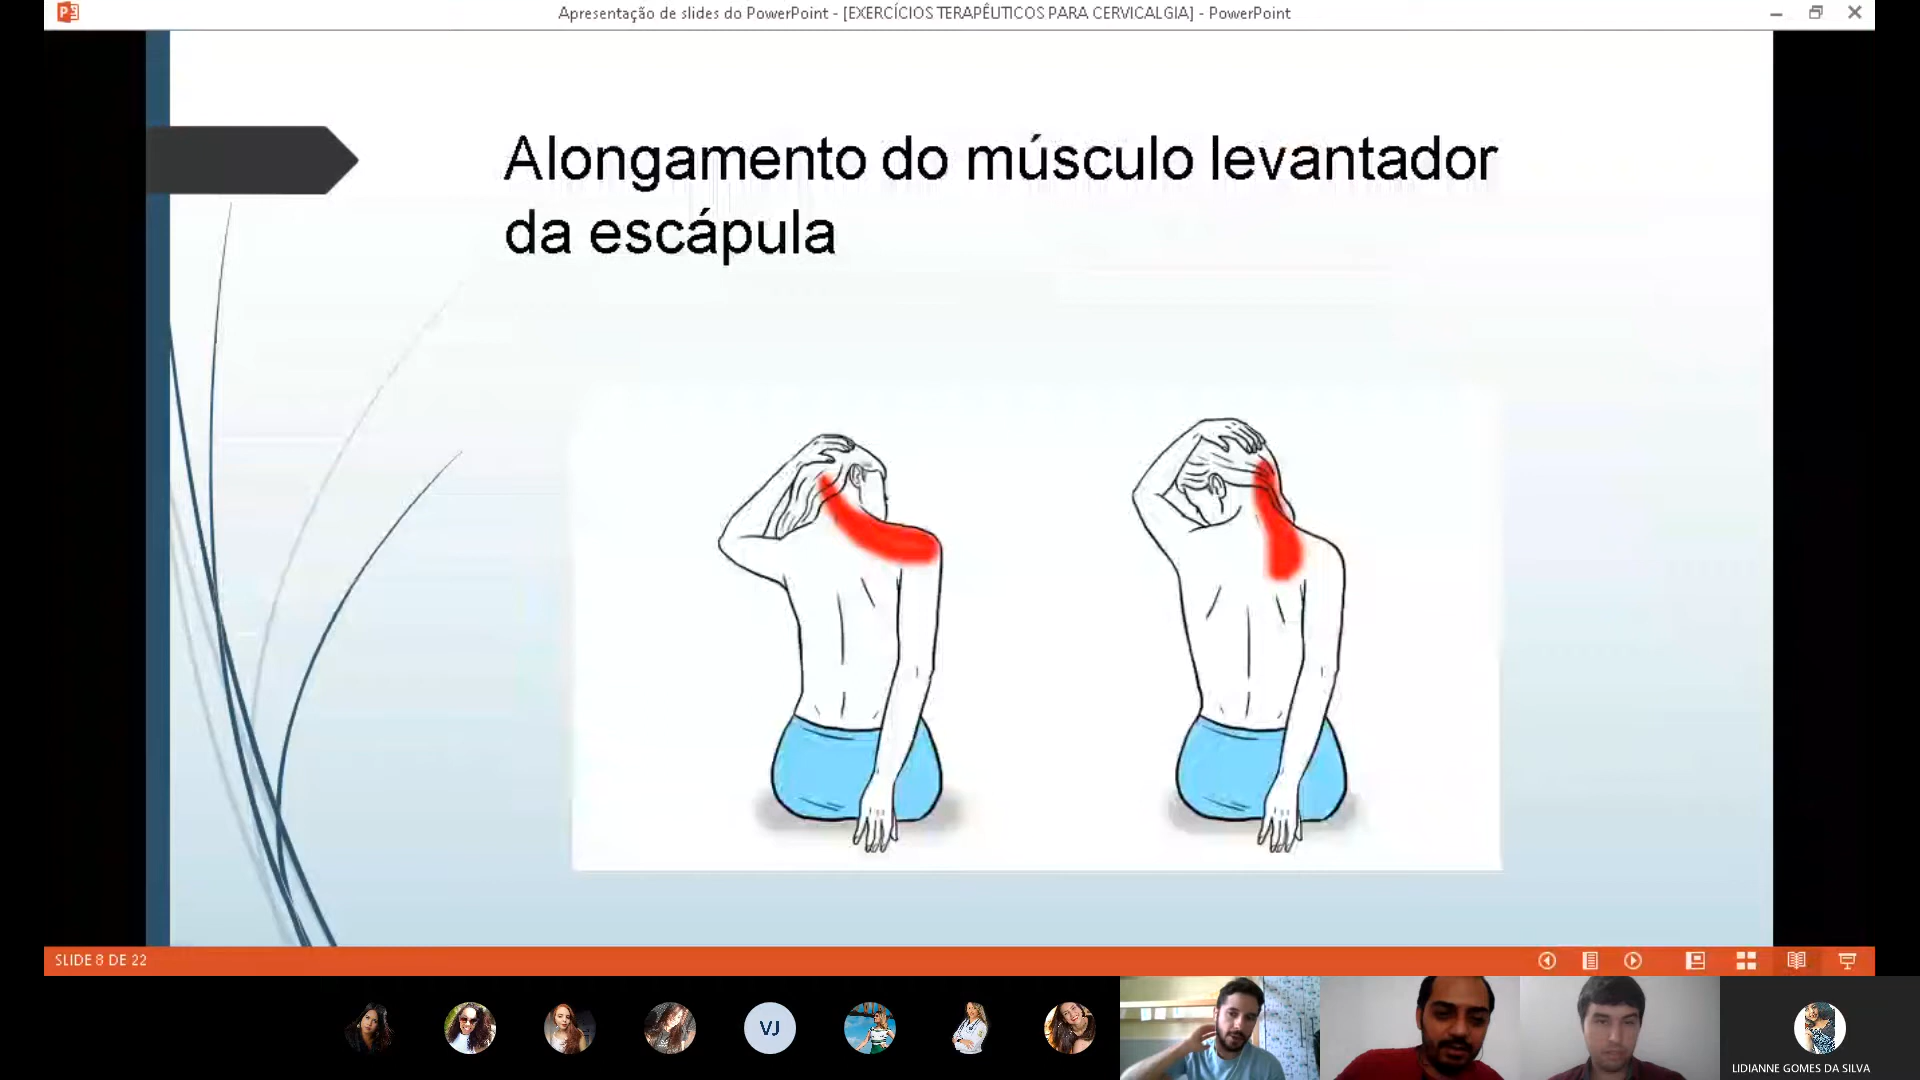 Apresentação de slides do PowerPoint - [EXERCÍCIOS TERAPÊUTICOS PARA CERVICALGIA] - PowerPoint
Alongamento do músculo levantador
da escápula
SLIDE 8 DE 22
VJ
LIDIANNE GOMES DA SILVA